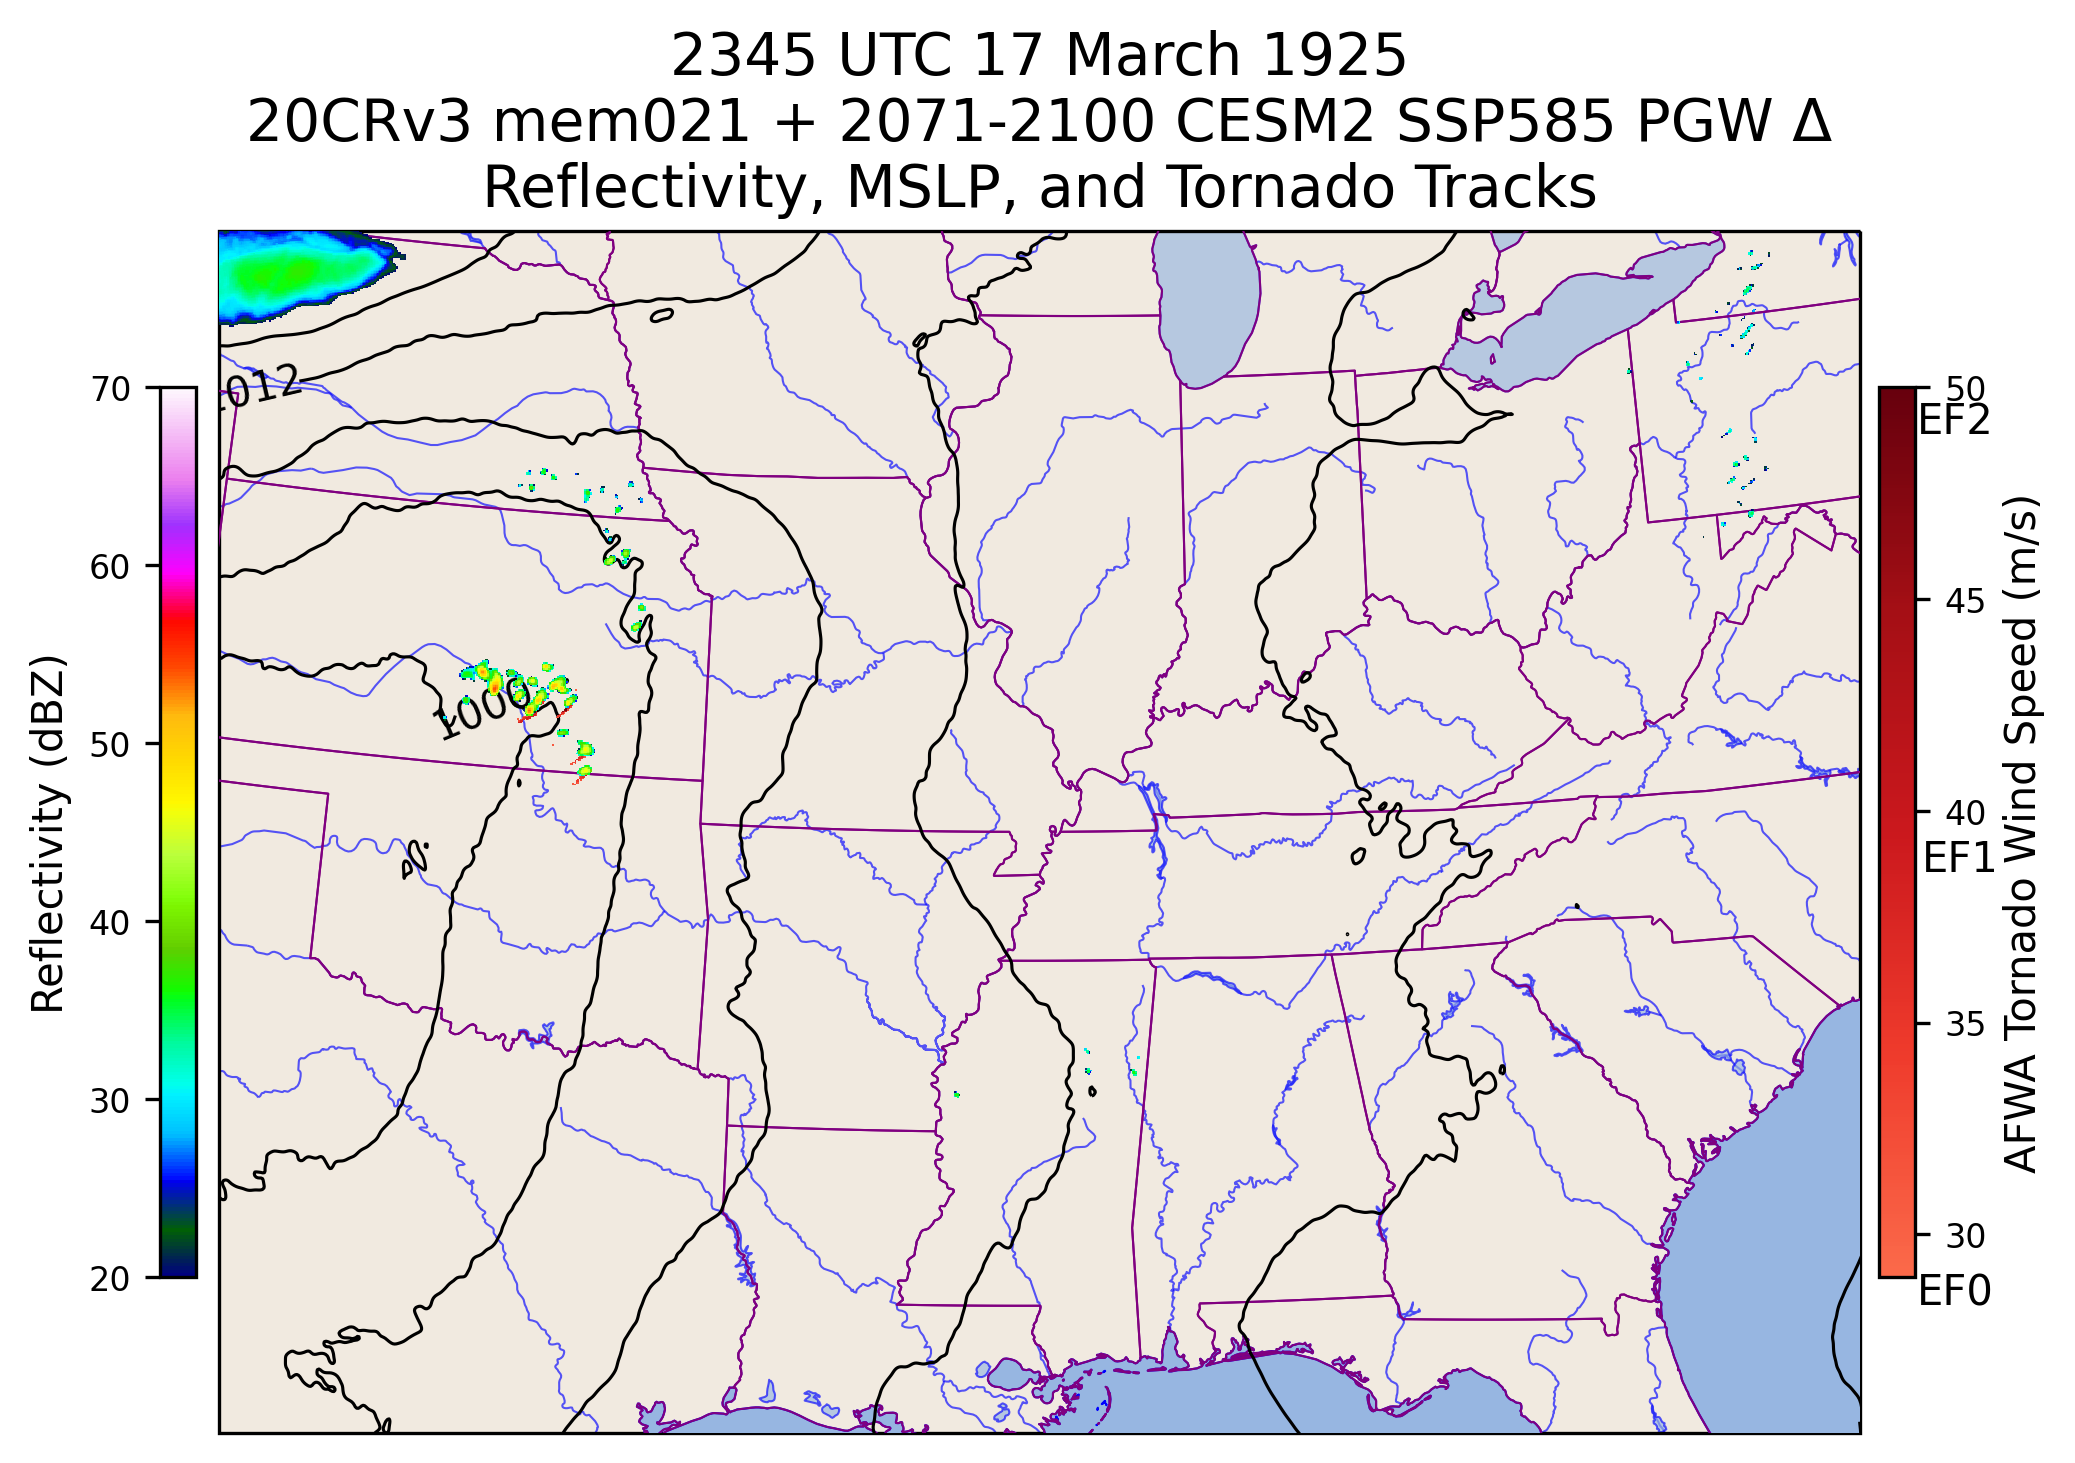 2345 UTC 17 March 1925
20CRv3 mem021 + 2071-2100 CESM2 SSP585 PGW Δ
Reflectivity, MSLP, and Tornado Tracks
70
60
50
40
30
20
Reflectivity (dBZ)
1012
1000
50
EF2
45
40
EF1
35
30
EF0
AFWA Tornado Wind Speed (m/s)